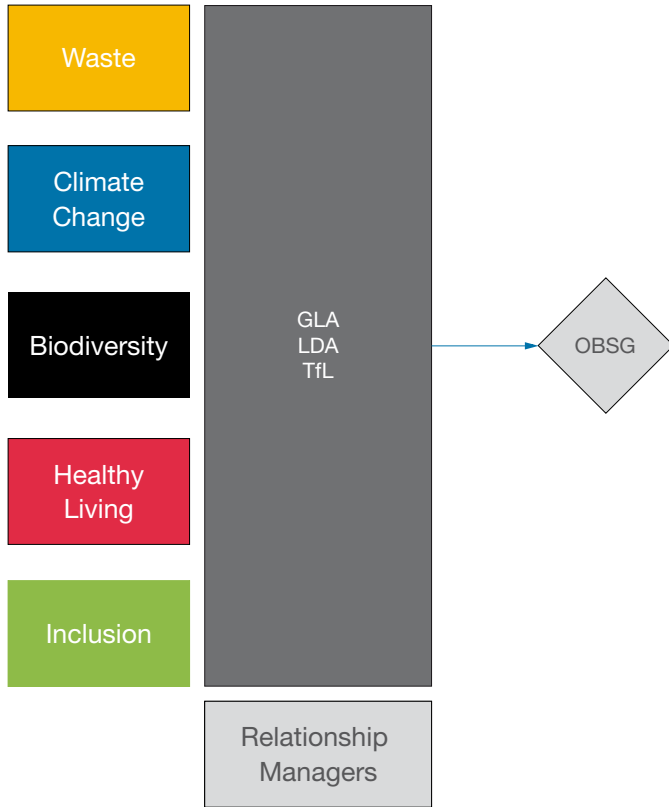 Waste
Climate
Change
Biodiversity
Healthy
Living
Inclusion
GLA
LDA
TfL
OBSG
Relationship
Managers